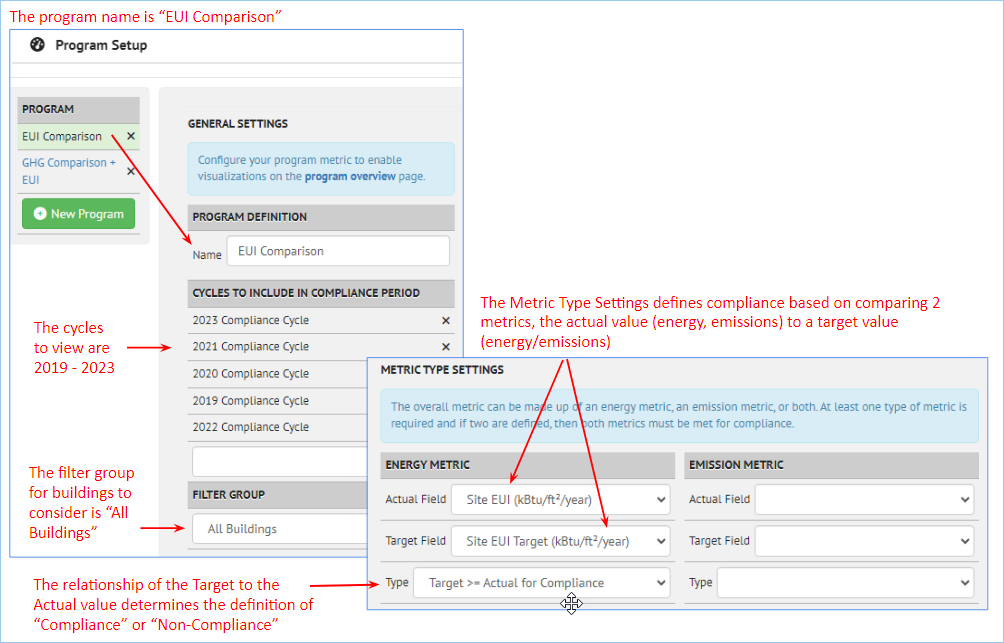 The program name is “EUI Comparison”
Program Setup
PROGRAM
EUI Comparison
GHG Comparison +
EUI
New Program
GENERAL SETTINGS
Configure your program metric to enable
visualizations on the program overview page.
PROGRAM DEFINITION
Name EUI Comparison
CYCLES TO INCLUDE IN COMPLIANCE PERIOD
2023 Compliance Cycle
2021 Compliance Cycle
2020 Compliance Cycle
2019 Compliance Cycle
2022 Compliance Cycle
FILTER GROUP
All Buildings
The cycles
to view are
2019 - 2023
The filter group
for buildings to
consider is “All
Buildings”
The Metric Type Settings defines compliance based on comparing 2
metrics, the actual value (energy, emissions) to a target value
(energy/emissions)
METRIC TYPE SETTINGS
The overall metric can be made up of an energy metric, an emission metric, or both. At least one type of metric is
required and if two are defined, then both metrics must be met for compliance.
ENERGY METRIC
Actual Field Site EUI (kBtu/ft²/year)
Target Field Site EUI Target (kBtu/ft²/year)
Type Target >= Actual for Compliance
EMISSION METRIC
Actual Field
Target Field
Type
The relationship of the Target to the
Actual value determines the definition of
“Compliance” or “Non-Compliance”